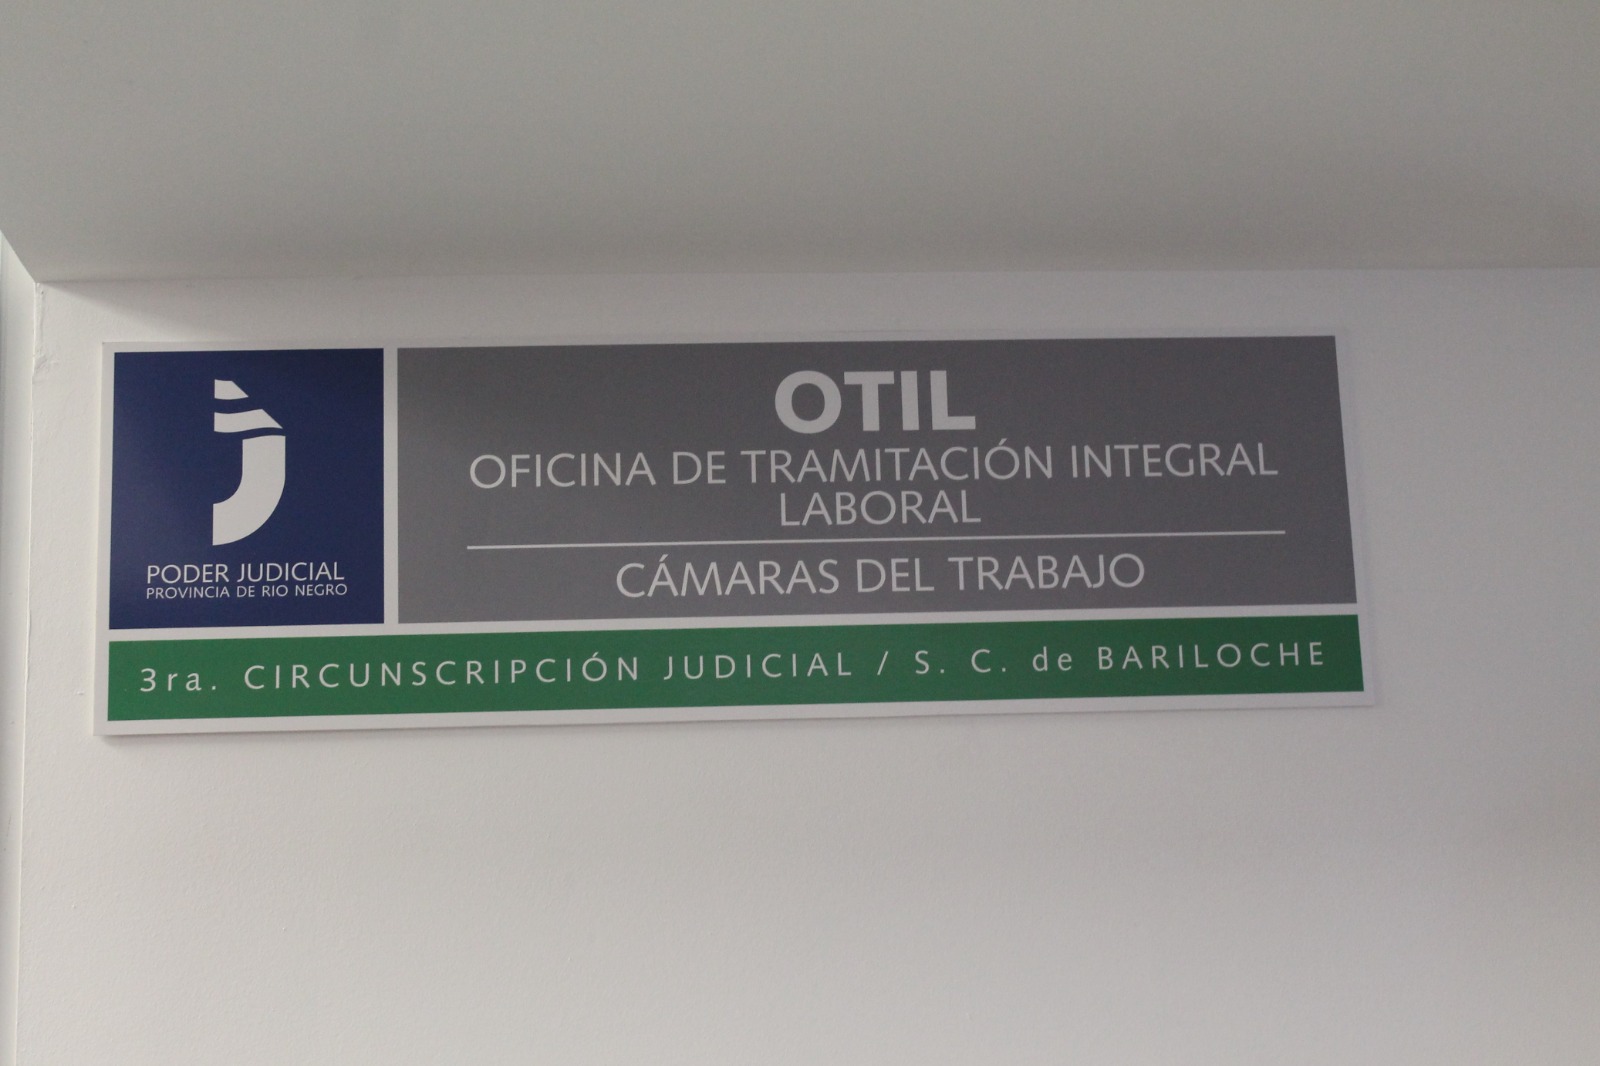 OTIL
OFICINA DE TRAMITACIÓN INTEGRAL
LABORAL
CÁMARAS DEL TRABAJO
PODER JUDICIAL
PROVINCIA DE RIO NEGRO
3ra. CIRCUNSCRIPCIÓN JUDICIAL / S. C. de BARILOCHE